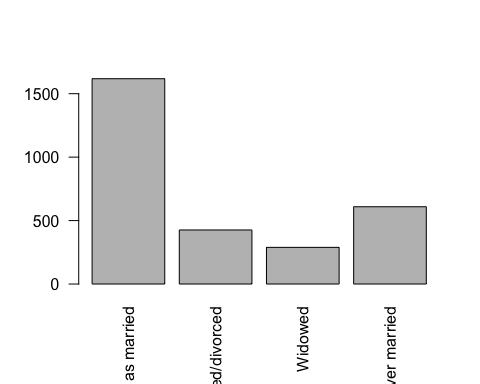 1500
1000
500
0
as married
ed/divorced
Widowed
ver married